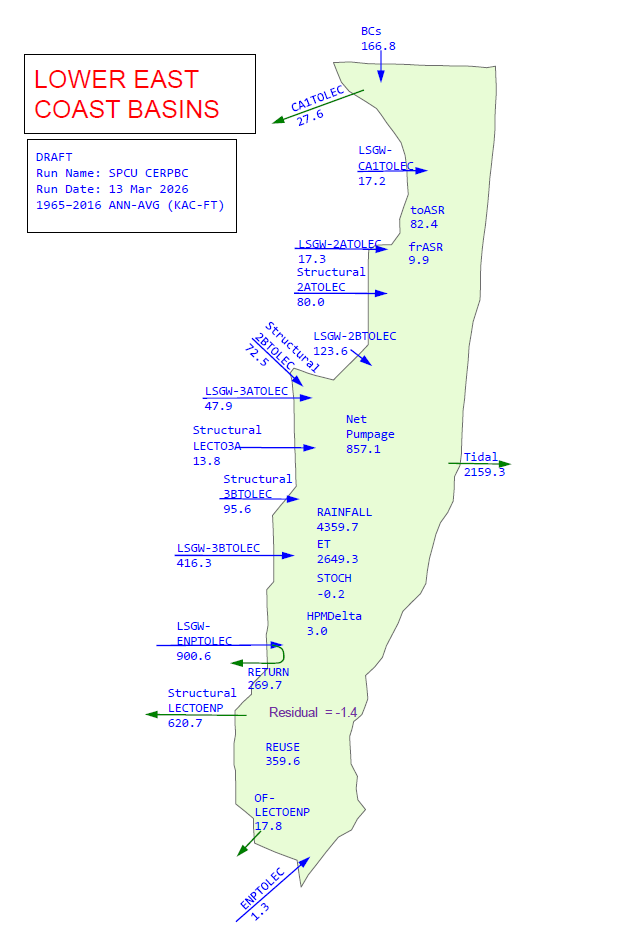 BCs
166.8
LOWER EAST
COAST BASINS
CA1TOLEC
27.6
DRAFT
Run Name: SPCU CERPBC
Run Date: 13 Mar 2026
1965–2016 ANN-AVG (KAC-FT)
LSGW-
CA1TOLEC
17.2
toASR
82.4
LSGW-2ATOLEC
17.3
frASR
9.9
Structural
2ATOLEC
80.0
Structural
2BTOLEC
72.5
LSGW-2BTOLEC
123.6
LSGW-3ATOLEC
47.9
Net
Pumpage
857.1
Structural
LECTO3A
13.8
Tidal
2159.3
Structural
3BTOLEC
95.6
RAINFALL
4359.7
ET
2649.3
LSGW-3BTOLEC
416.3
STOCH
-0.2
HPMDelta
3.0
LSGW-
ENPTOLEC
900.6
RETURN
269.7
Structural
LECTOENP
620.7
Residual = -1.4
REUSE
359.6
OF-
LECTOENP
17.8
ENPTOLEC
1.3